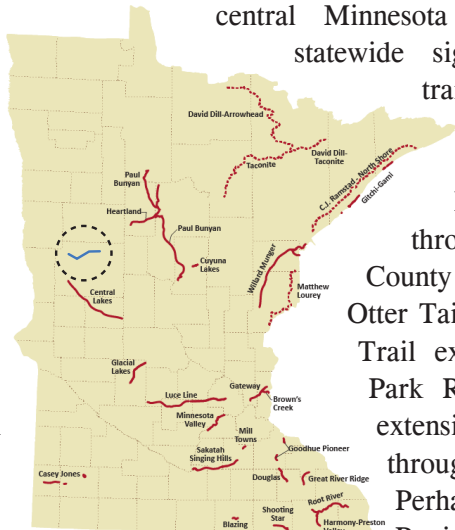 central Minnesota
statewide sig
trai
thro
County
Otter Tai
Trail ex
Park R
extensi
throug
Perha
David Dill-Arrowhead
David Dill-
Taconite
Taconite
C.J. Ramstad - North Shore
Gitchi-Gami
Paul
Bunyan
Heartland
Paul Bunyan
Cuyuna
Lakes
Willard Munger
Matthew
Lourey
Central
Lakes
Glacial
Lakes
Luce Line
Gateway
Brown's
Creek
Minnesota
Valley
Mill
Towns
Sakatah
Singing Hills
Goodhue Pioneer
Douglas
Great River Ridge
Casey Jones
Root River
Shooting
Star
Blazing
Harmony-Preston